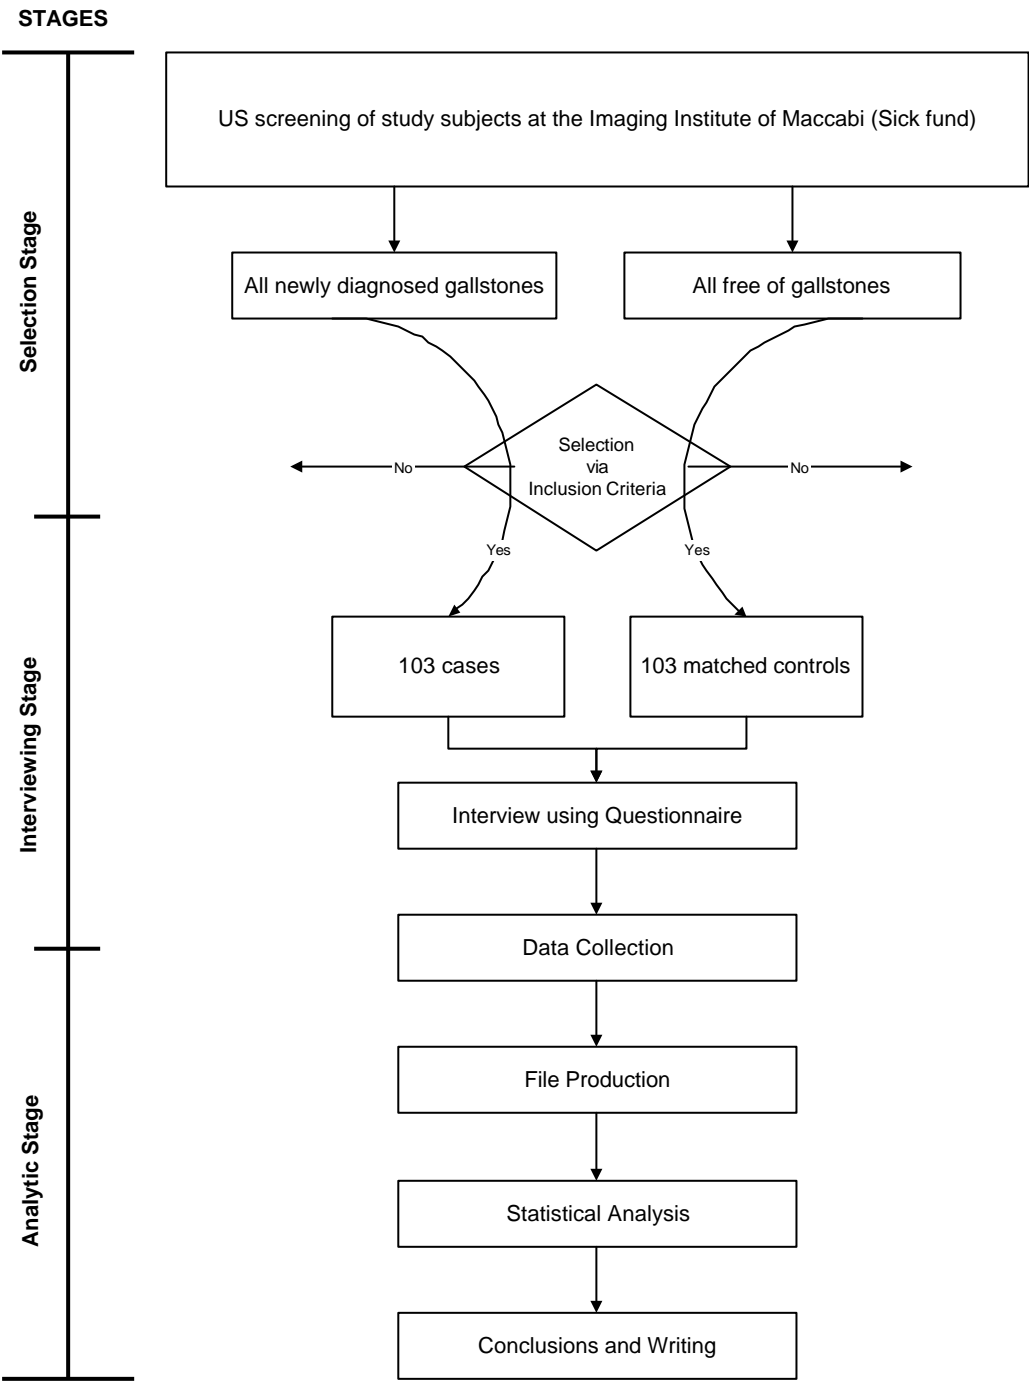 STAGES
US screening of study subjects at the Imaging Institute of Maccabi (Sick fund)
Selection Stage
All newly diagnosed gallstones
All free of gallstones
Selection
via
Inclusion Criteria
No
No
Yes
Yes
Interviewing Stage
103 cases
103 matched controls
Interview using Questionnaire
Data Collection
Analytic Stage
File Production
Statistical Analysis
Conclusions and Writing